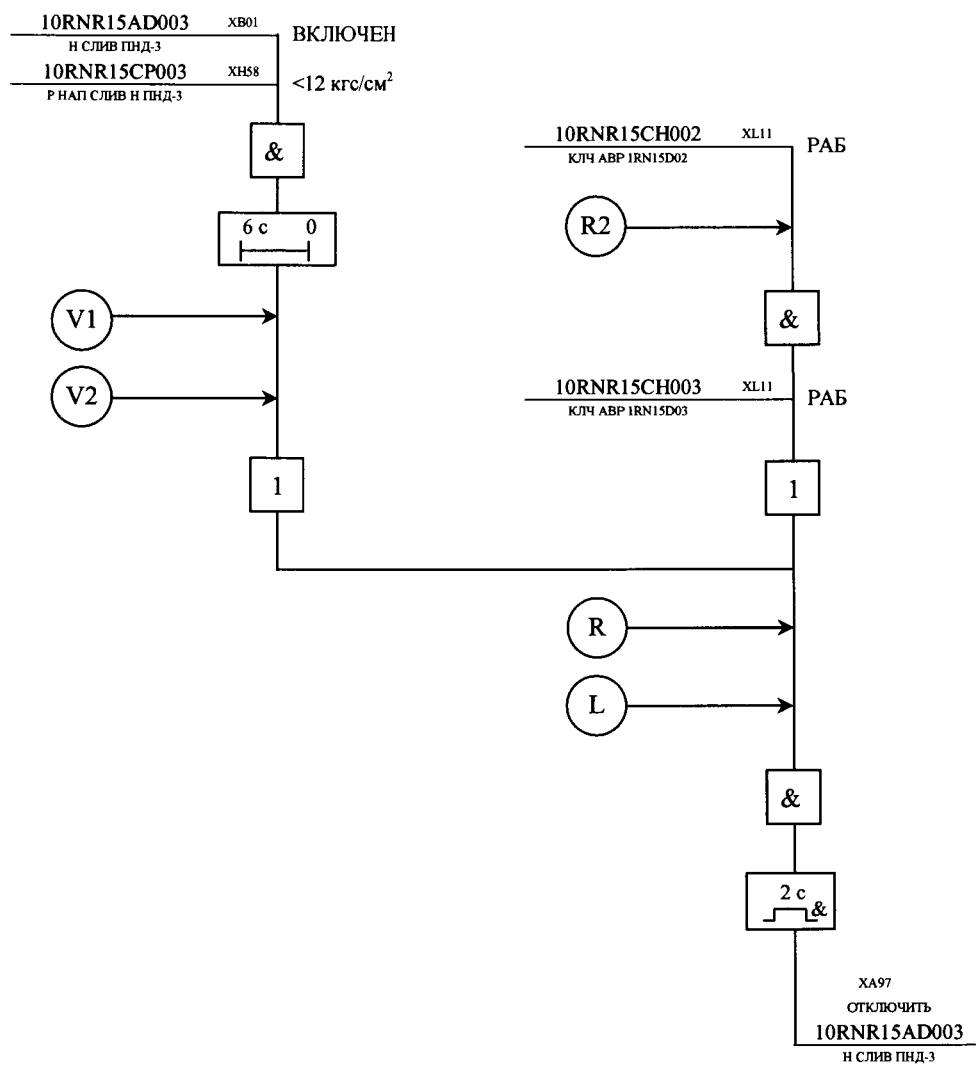 10RNR15AD003 XB01 ВКЛЮЧЕН
Н СЛИВ ПНД-3
10RNR15CP003 XH58 <12 кгс/см²
Р НАП СЛИВ Н ПНД-3
&
6 с 0
V1
V2
1
10RNR15CH002 XL11 РАБ
КЛЧ АВР 1RN15D02
R2
&
10RNR15CH003 XL11 РАБ
КЛЧ АВР 1RN15D03
1
R
L
&
2 с
&
XA97
ОТКЛЮЧИТЬ
10RNR15AD003
Н СЛИВ ПНД-3